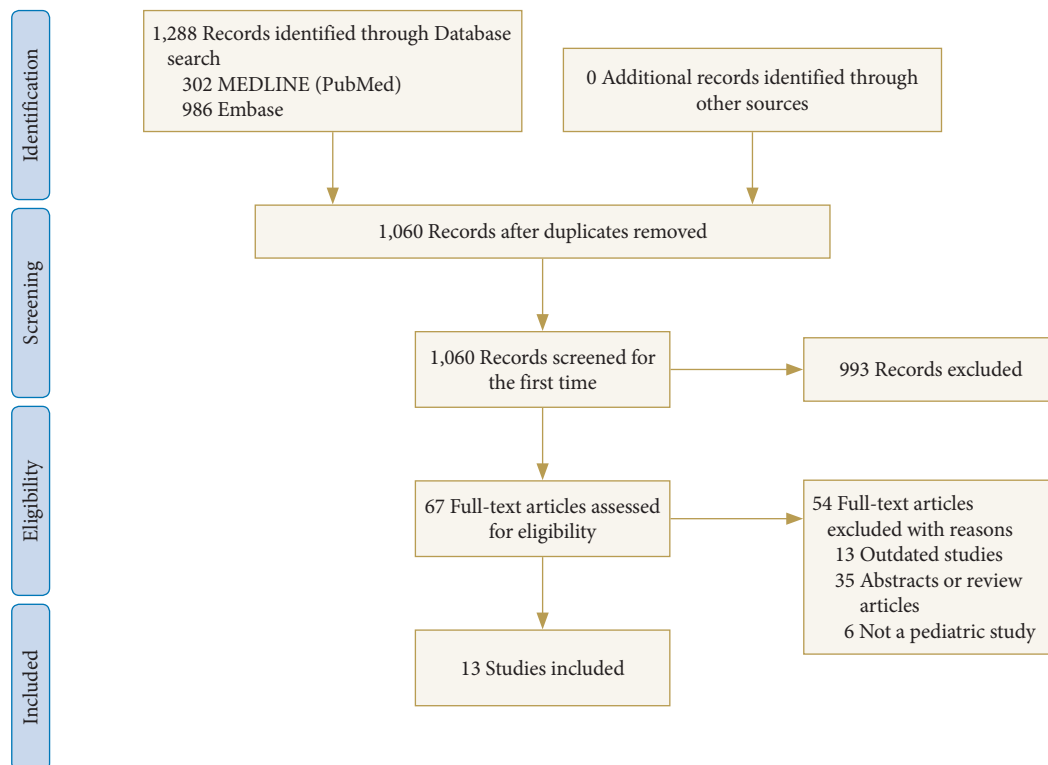 Identification
1,288 Records identified through Database
search
302 MEDLINE (PubMed)
986 Embase
0 Additional records identified through
other sources
Screening
1,060 Records after duplicates removed
1,060 Records screened for
the first time
993 Records excluded
Eligibility
67 Full-text articles assessed
for eligibility
54 Full-text articles
excluded with reasons
13 Outdated studies
35 Abstracts or review
articles
6 Not a pediatric study
Included
13 Studies included